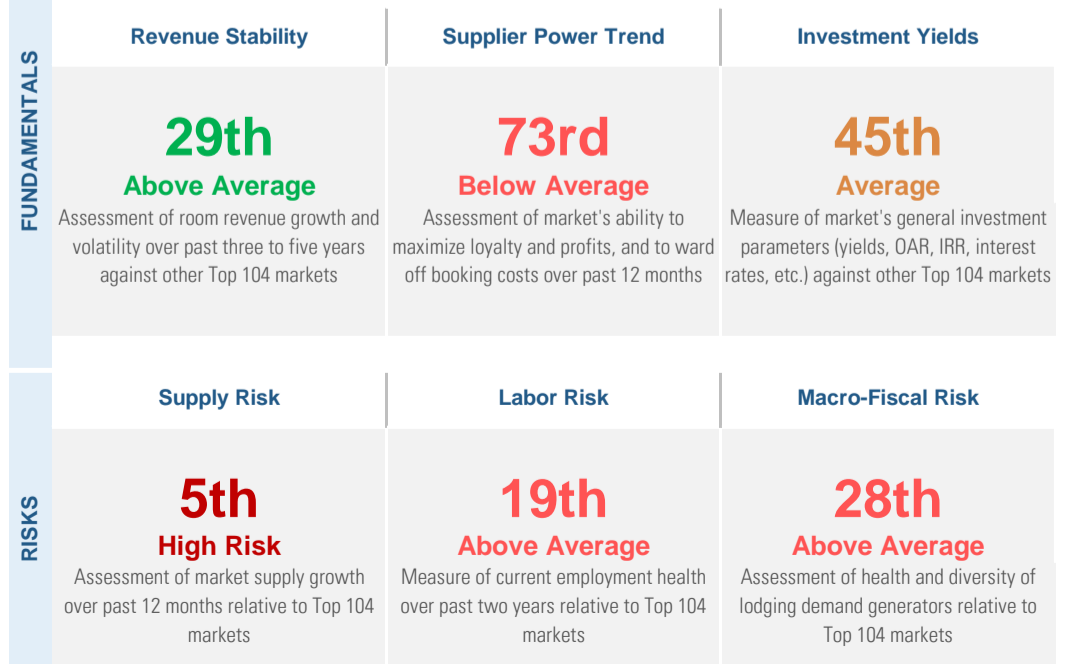 FUNDAMENTALS
Revenue Stability
Supplier Power Trend
Investment Yields
29th
Above Average
Assessment of room revenue growth and
volatility over past three to five years
against other Top 104 markets
73rd
Below Average
Assessment of market's ability to
maximize loyalty and profits, and to ward
off booking costs over past 12 months
45th
Average
Measure of market's general investment
parameters (yields, OAR, IRR, interest
rates, etc.) against other Top 104 markets
RISKS
Supply Risk
Labor Risk
Macro-Fiscal Risk
5th
High Risk
Assessment of market supply growth
over past 12 months relative to Top 104
markets
19th
Above Average
Measure of current employment health
over past two years relative to Top 104
markets
28th
Above Average
Assessment of health and diversity of
lodging demand generators relative to
Top 104 markets